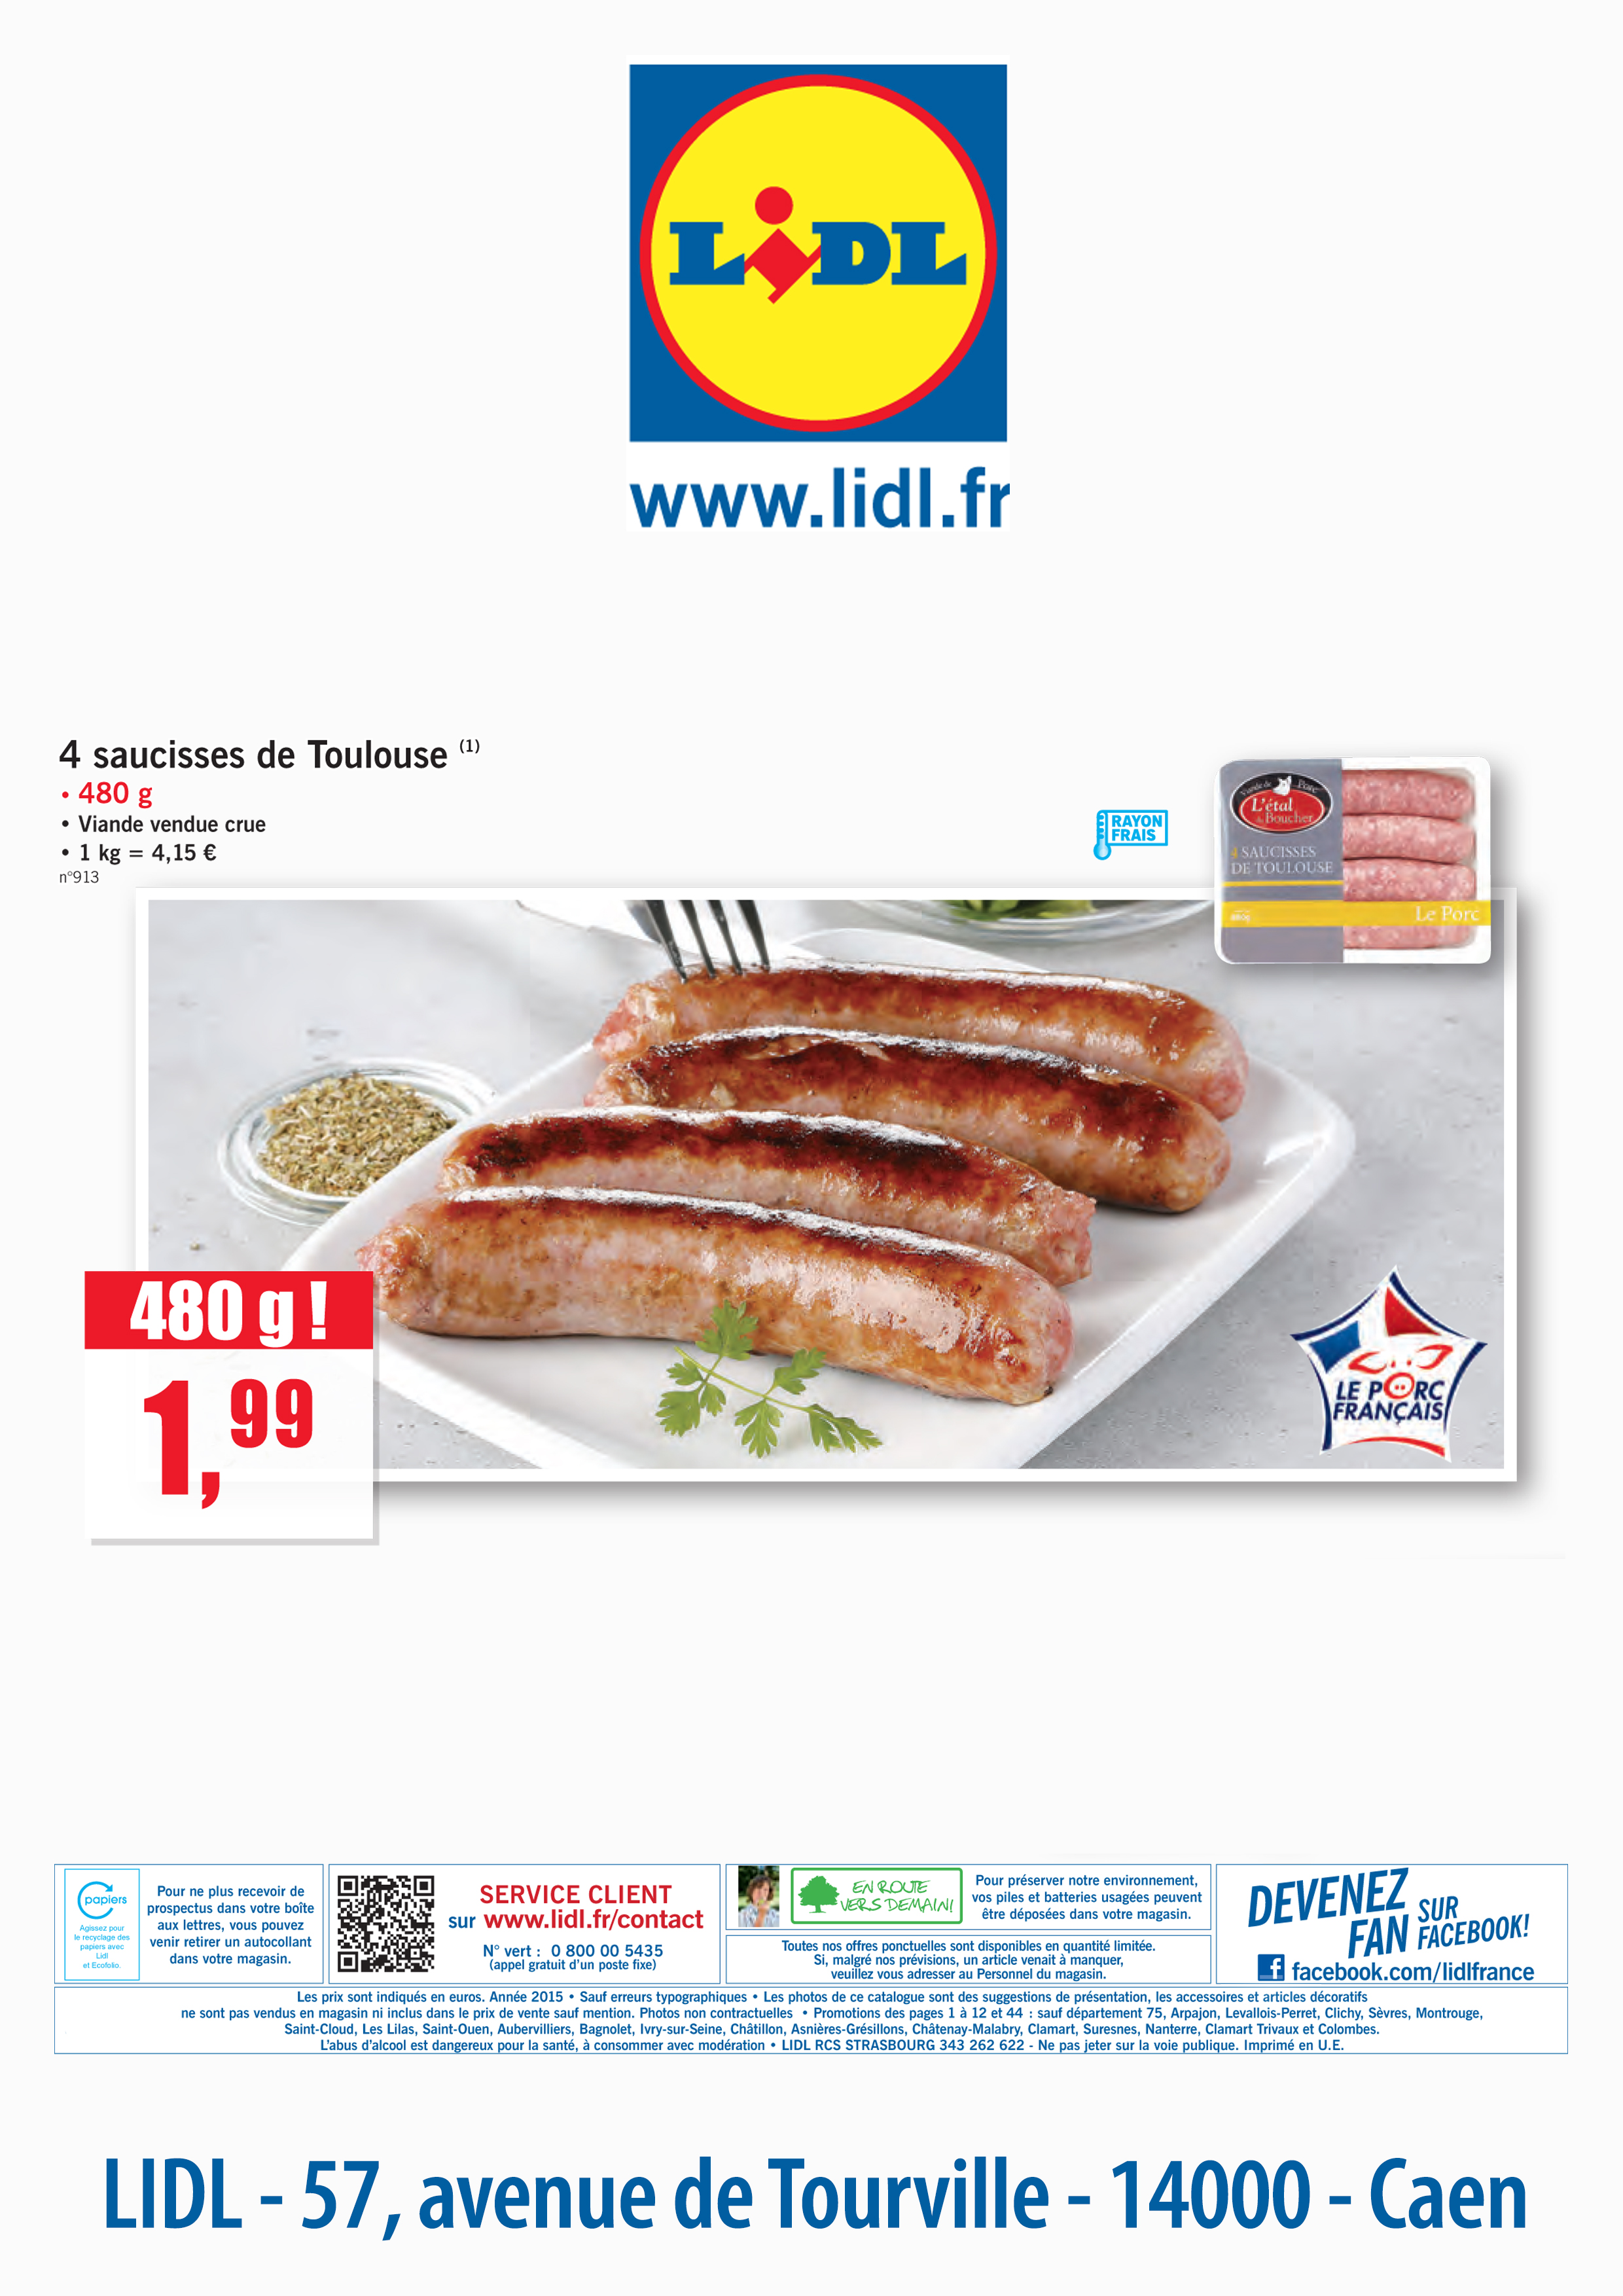 LiDL
www.lidl.fr
4 saucisses de Toulouse (1)
• 480 g
• Viande vendue crue
• 1 kg = 4,15 €
n°913
RAYON
FRAIS
Viande de Porc
L'étal
du Boucher
4 SAUCISSES
DE TOULOUSE
Le Porc
480 g !
1,99
LE PORC
FRANÇAIS
papiers
Agissez pour
le recyclage des
papiers avec
Lidl
et Ecofolio.
Pour ne plus recevoir de
prospectus dans votre boîte
aux lettres, vous pouvez
venir retirer un autocollant
dans votre magasin.
SERVICE CLIENT
sur www.lidl.fr/contact
N° vert : 0 800 00 5435
(appel gratuit d'un poste fixe)
EN ROUTE
VERS DEMAIN!
Pour préserver notre environnement,
vos piles et batteries usagées peuvent
être déposées dans votre magasin.
Toutes nos offres ponctuelles sont disponibles en quantité limitée.
Si, malgré nos prévisions, un article venait à manquer,
veuillez vous adresser au Personnel du magasin.
DEVENEZ
FAN SUR
FACEBOOK!
f facebook.com/lidlfrance
Les prix sont indiqués en euros. Année 2015 • Sauf erreurs typographiques • Les photos de ce catalogue sont des suggestions de présentation, les accessoires et articles décoratifs
ne sont pas vendus en magasin ni inclus dans le prix de vente sauf mention. Photos non contractuelles • Promotions des pages 1 à 12 et 44 : sauf département 75, Arpajon, Levallois-Perret, Clichy, Sèvres, Montrouge,
Saint-Cloud, Les Lilas, Saint-Ouen, Aubervilliers, Bagnolet, Ivry-sur-Seine, Châtillon, Asnières-Grésillons, Châtenay-Malabry, Clamart, Suresnes, Nanterre, Clamart Trivaux et Colombes.
L'abus d'alcool est dangereux pour la santé, à consommer avec modération • LIDL RCS STRASBOURG 343 262 622 - Ne pas jeter sur la voie publique. Imprimé en U.E.
LIDL - 57, avenue de Tourville - 14000 - Caen